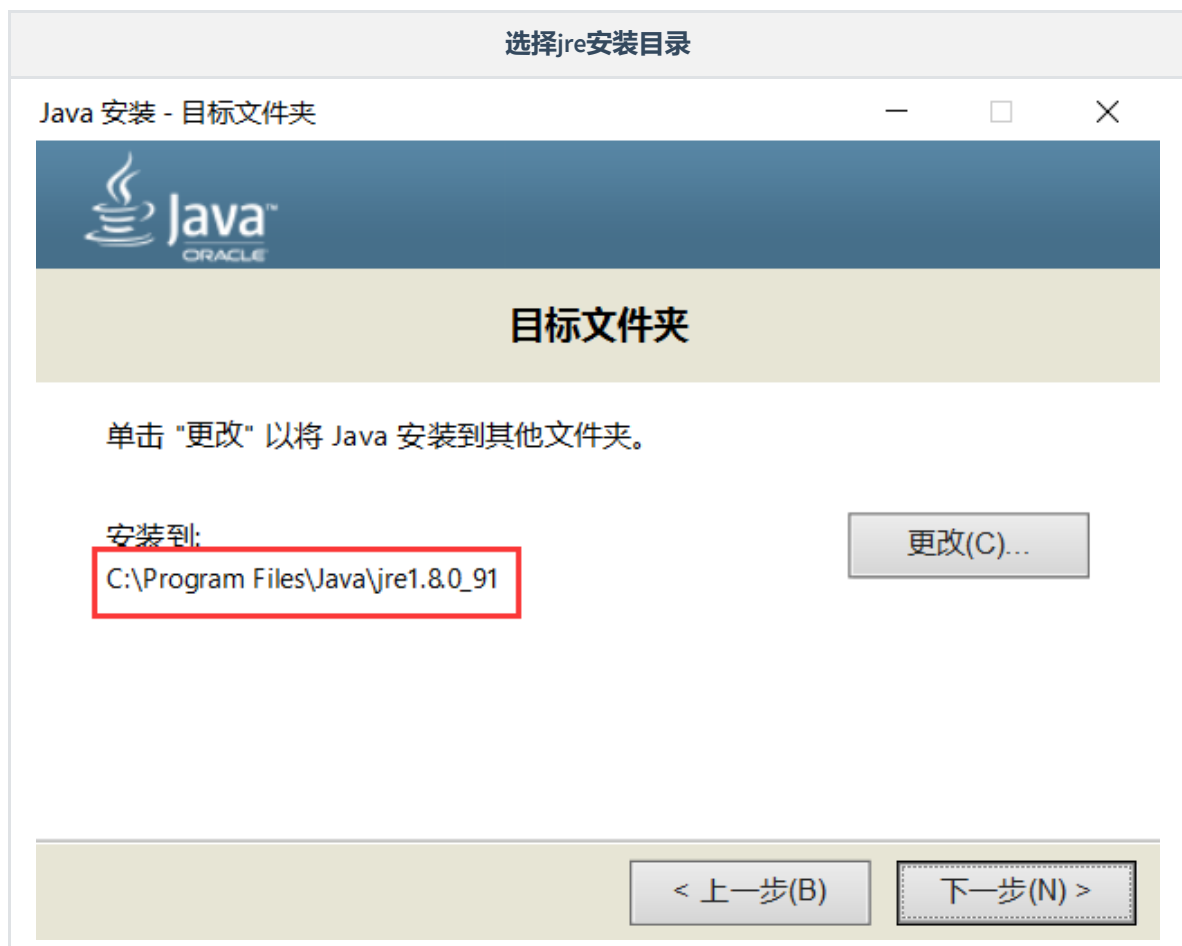 选择jre安装目录
Java 安装 - 目标文件夹
Java™
ORACLE
目标文件夹
单击 "更改" 以将 Java 安装到其他文件夹。
安装到:
更改(C)...
C:\Program Files\Java\jre1.8.0_91
< 上一步(B)
下一步(N) >